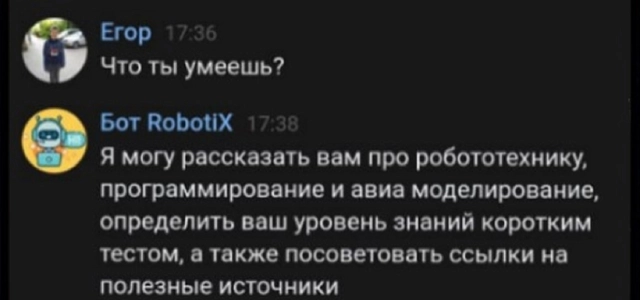 Егор 17:36
Что ты умеешь?
Бот RobotiX 17:38
Я могу рассказать вам про робототехнику,
программирование и авиа моделирование,
определить ваш уровень знаний коротким
тестом, а также посоветовать ссылки на
полезные источники